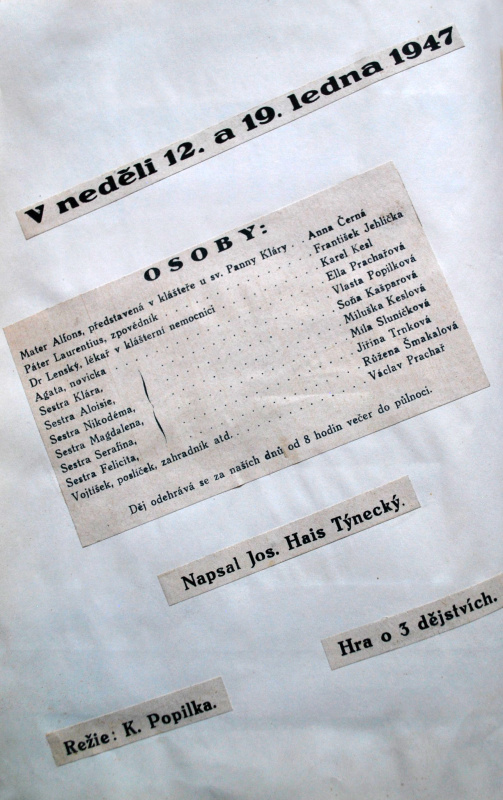 V neděli 12. a 19. ledna 1947
OSOBY:
Mater Alfons, představená v klášteře u sv. Panny Kláry . . Anna Černá
Páter Laurentius, zpovědník . . . . . . . . František Jehlička
Dr Lenský, lékař v klášterní nemocnici . . . . . . Karel Kesl
Agata, novicka . . . . . . . . . . Ella Prachařová
Sestra Klára, . . . . . . . . . . Vlasta Popilková
Sestra Aloisie, . . . . . . . . . . Soňa Kašparová
Sestra Nikodéma, . . . . . . . . . . Miluška Keslová
Sestra Magdalena, . . . . . . . . . . Míla Sluničková
Sestra Serafina, . . . . . . . . . . Jiřina Trnková
Sestra Felicita, . . . . . . . . . . Růžena Šmakalová
Vojtíšek, poslíček, zahradník atd. . . . . . . . . Václav Prachař
Děj odehrává se za našich dnů od 8 hodin večer do půlnoci.
Napsal Jos. Hais Týnecký.
Hra o 3 dějstvích.
Režie: K. Popilka.